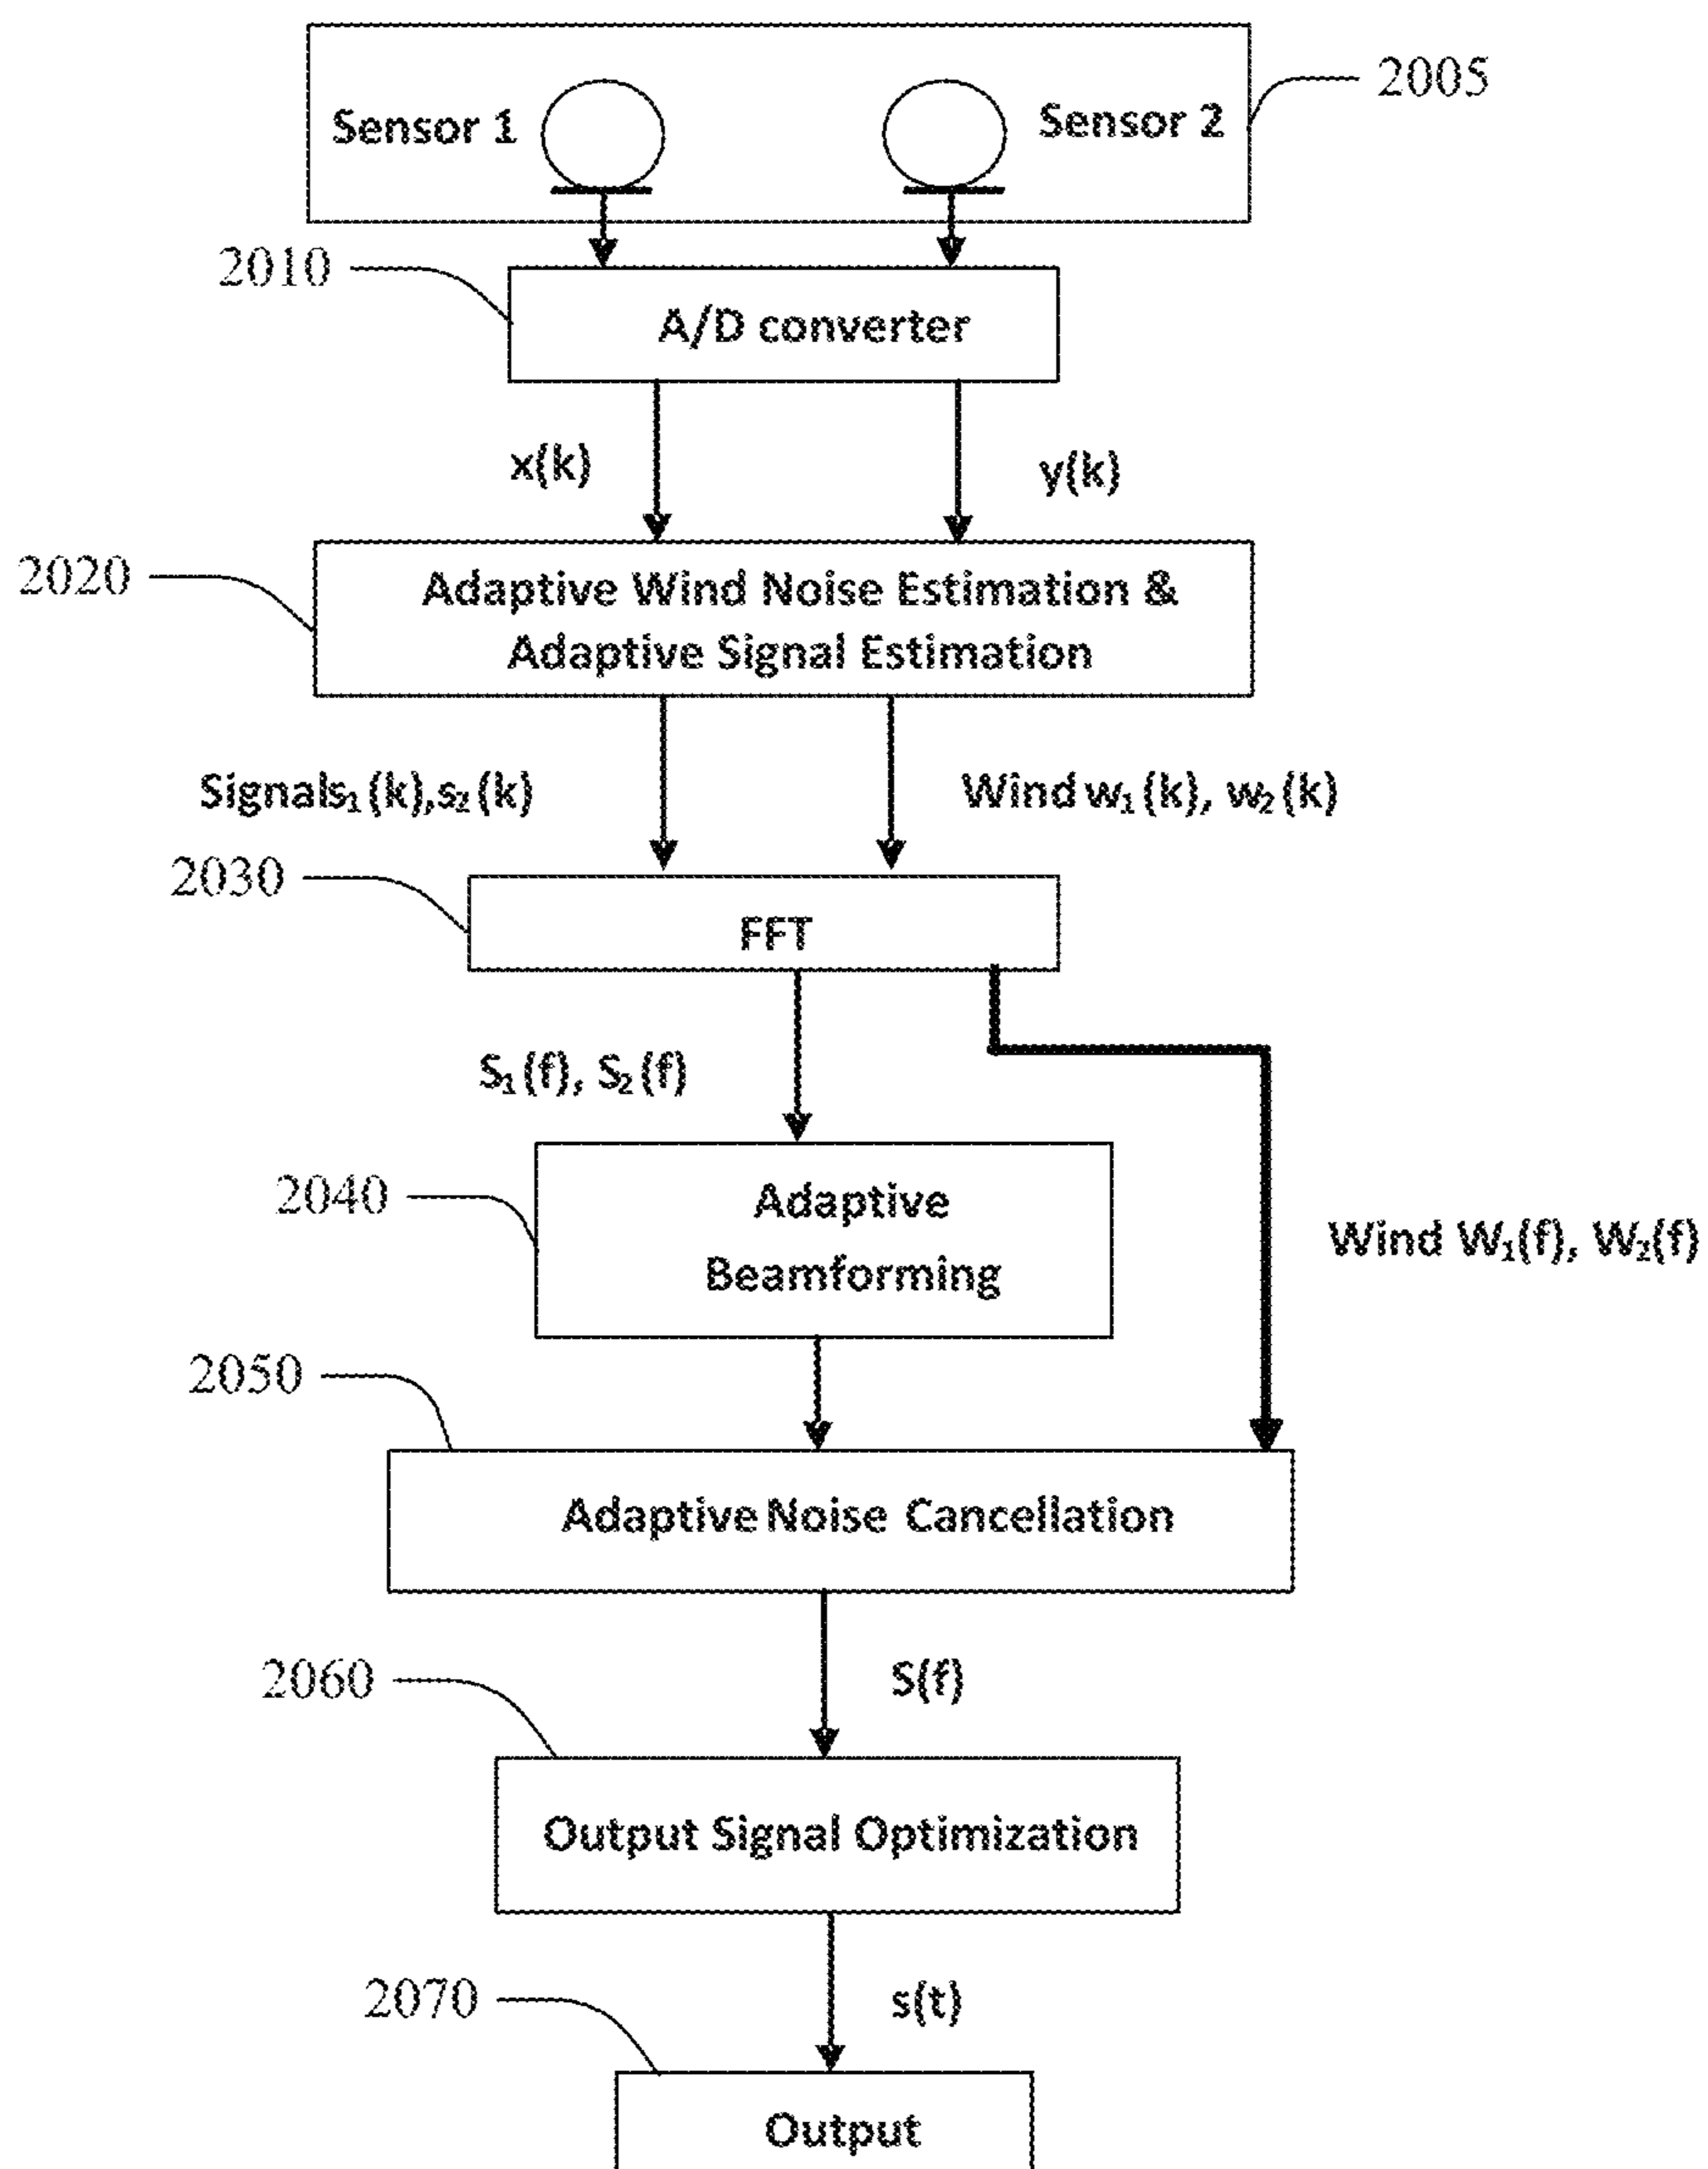 2005
Sensor 1
Sensor 2
2010
A/D converter
x(k)
y(k)
2020
Adaptive Wind Noise Estimation &
Adaptive Signal Estimation
Signals₁(k),s₂(k)
Wind w₁(k), w₂(k)
2030
FFT
S₁(f), S₂(f)
2040
Adaptive
Beamforming
Wind W₁(f), W₂(f)
2050
Adaptive Noise Cancellation
S(f)
2060
Output Signal Optimization
2070
s(t)
Output